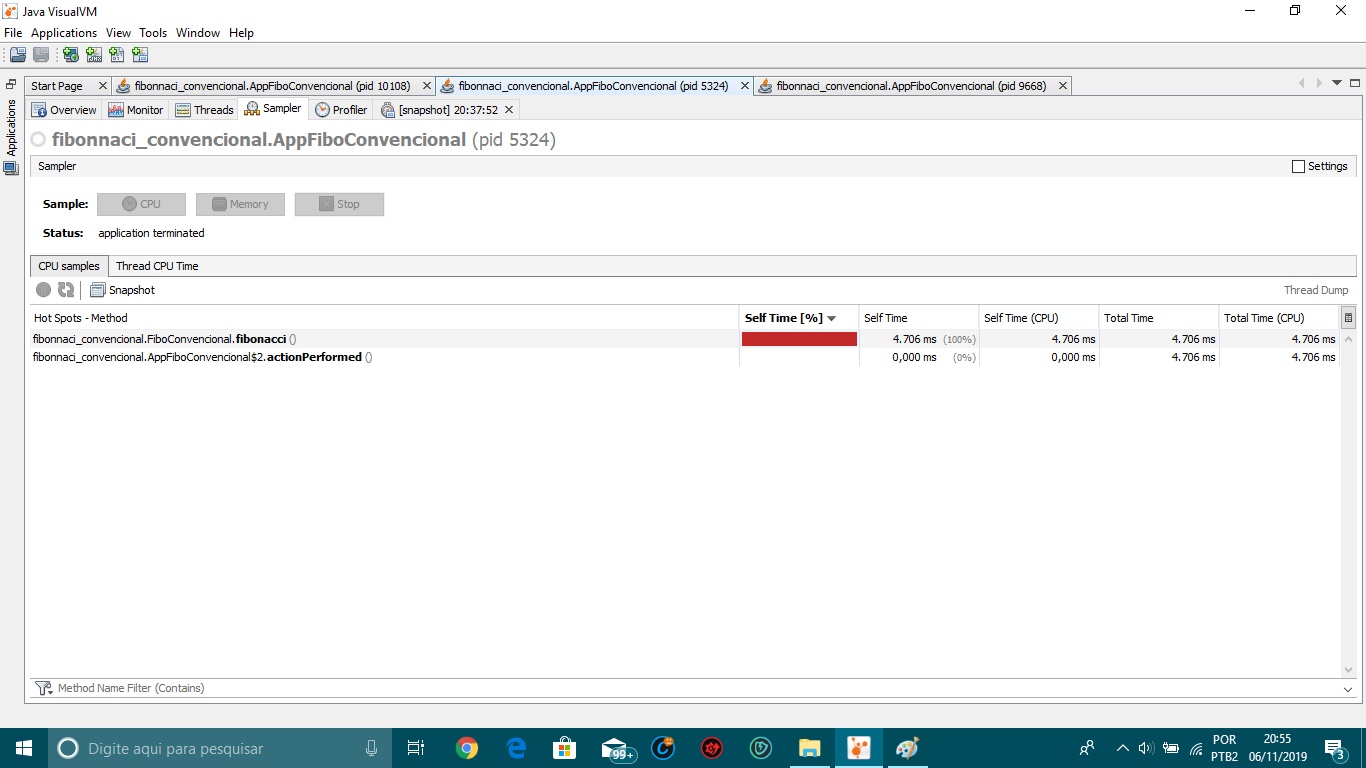 Java VisualVM
File Applications View Tools Window Help
Applications
Start Page fibonnaci_convencional.AppFiboConvencional (pid 10108) fibonnaci_convencional.AppFiboConvencional (pid 5324) fibonnaci_convencional.AppFiboConvencional (pid 9668)
Overview Monitor Threads Sampler Profiler [snapshot] 20:37:52
fibonnaci_convencional.AppFiboConvencional (pid 5324)
Sampler Settings
Sample: CPU Memory Stop
Status: application terminated
CPU samples Thread CPU Time
Snapshot Thread Dump
Hot Spots - Method Self Time [%] Self Time Self Time (CPU) Total Time Total Time (CPU)
fibonnaci_convencional.FiboConvencional.fibonacci () 4.706 ms (100%) 4.706 ms 4.706 ms 4.706 ms
fibonnaci_convencional.AppFiboConvencional$2.actionPerformed () 0,000 ms (0%) 0,000 ms 4.706 ms 4.706 ms
Method Name Filter (Contains)
Digite aqui para pesquisar 99+ POR 20:55
PTB2 06/11/2019 3